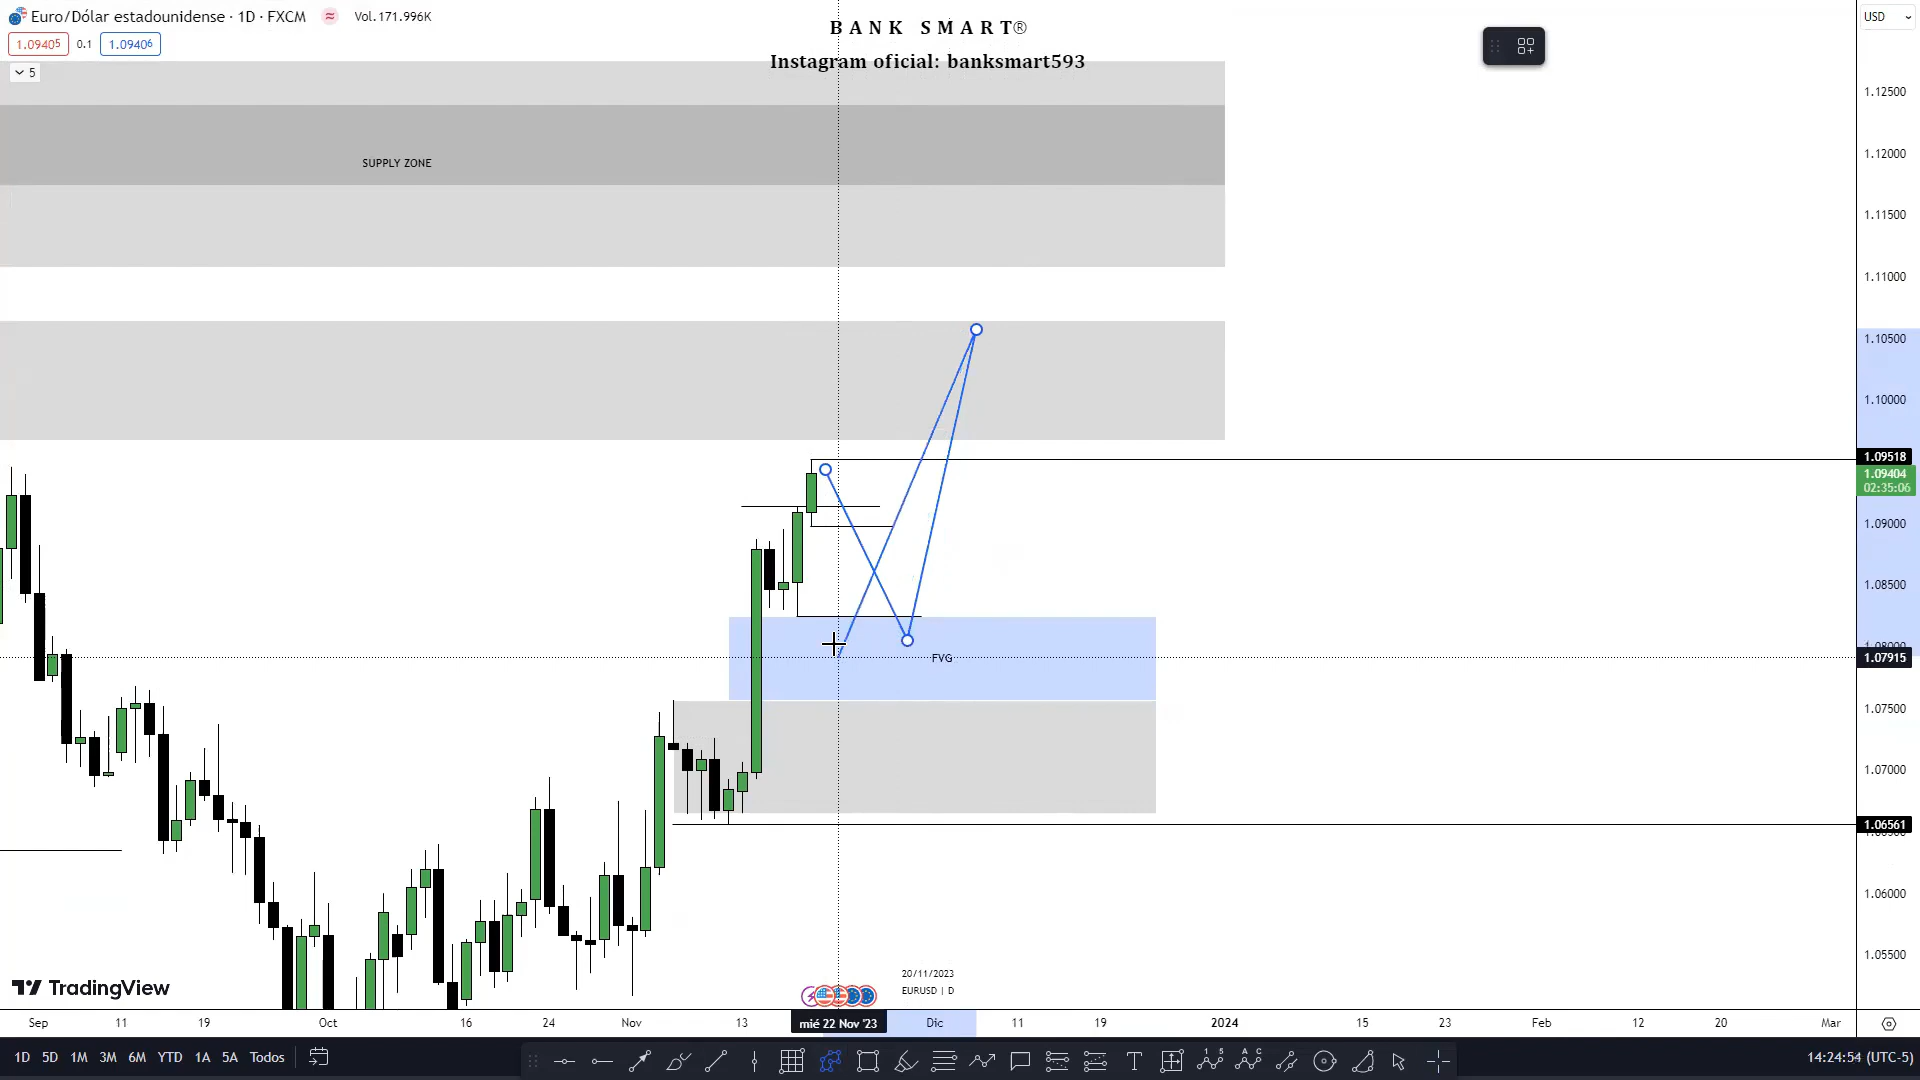 Euro/Dólar estadounidense · 1D · FXCM ≈ Vol.171.996K
1.09405 0.1 1.09406
5
B A N K S M A R T®
Instagram oficial: banksmart593
USD
SUPPLY ZONE
FVG
1.12500
1.12000
1.11500
1.11000
1.10500
1.10000
1.09518
1.09404
02:35:06
1.09000
1.08500
1.07915
1.07500
1.07000
1.06561
1.06000
1.05500
TradingView
20/11/2023
EURUSD | D
Sep 11 19 Oct 16 24 Nov 13 mié 22 Nov '23 Dic 11 19 2024 15 23 Feb 12 20 Mar
1D 5D 1M 3M 6M YTD 1A 5A Todos
14:24:54 (UTC-5)